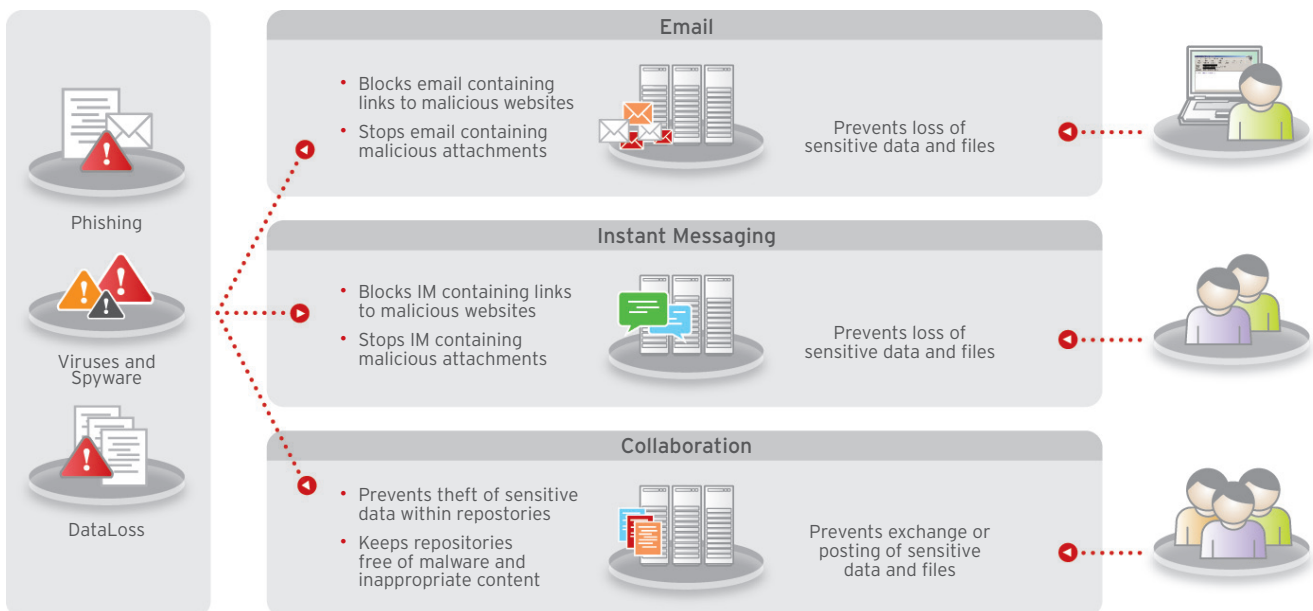 Phishing
Viruses and
Spyware
DataLoss
Email
• Blocks email containing
links to malicious websites
• Stops email containing
malicious attachments
Prevents loss of
sensitive data and files
Instant Messaging
• Blocks IM containing links
to malicious websites
• Stops IM containing
malicious attachments
Prevents loss of
sensitive data and files
Collaboration
• Prevents theft of sensitive
data within repostories
• Keeps repositories
free of malware and
inappropriate content
Prevents exchange or
posting of sensitive
data and files